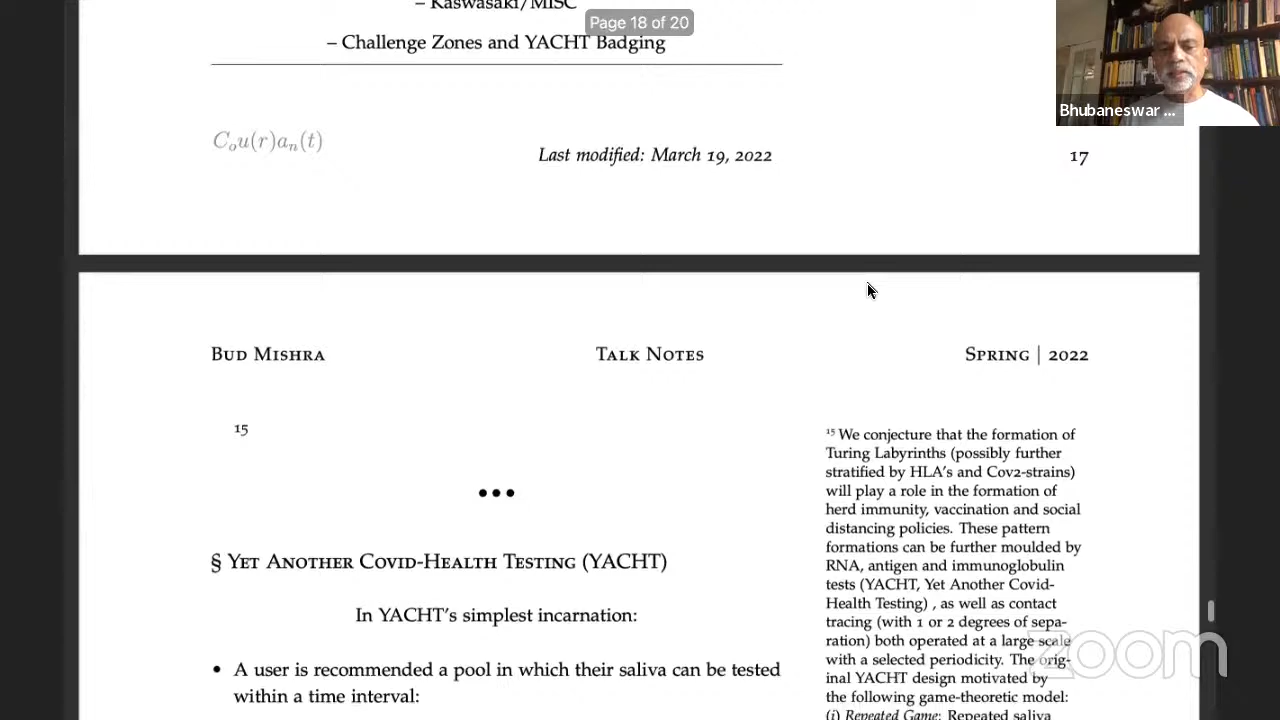 – Kaswasaki/MISC
Page 18 of 20
– Challenge Zones and YACHT Badging
Bhubaneswar ...
C_o u(r)a_n(t)
Last modified: March 19, 2022
17
Bud Mishra
Talk Notes
Spring | 2022
15
•••
§ Yet Another Covid-Health Testing (YACHT)
In YACHT's simplest incarnation:
• A user is recommended a pool in which their saliva can be tested
within a time interval:
15 We conjecture that the formation of
Turing Labyrinths (possibly further
stratified by HLA's and Cov2-strains)
will play a role in the formation of
herd immunity, vaccination and social
distancing policies. These pattern
formations can be further moulded by
RNA, antigen and immunoglobulin
tests (YACHT, Yet Another Covid-
Health Testing) , as well as contact
tracing (with 1 or 2 degrees of sepa-
ration) both operated at a large scale
with a selected periodicity. The orig-
inal YACHT design motivated by
the following game-theoretic model:
(i) Repeated Game: Repeated saliva
zoom